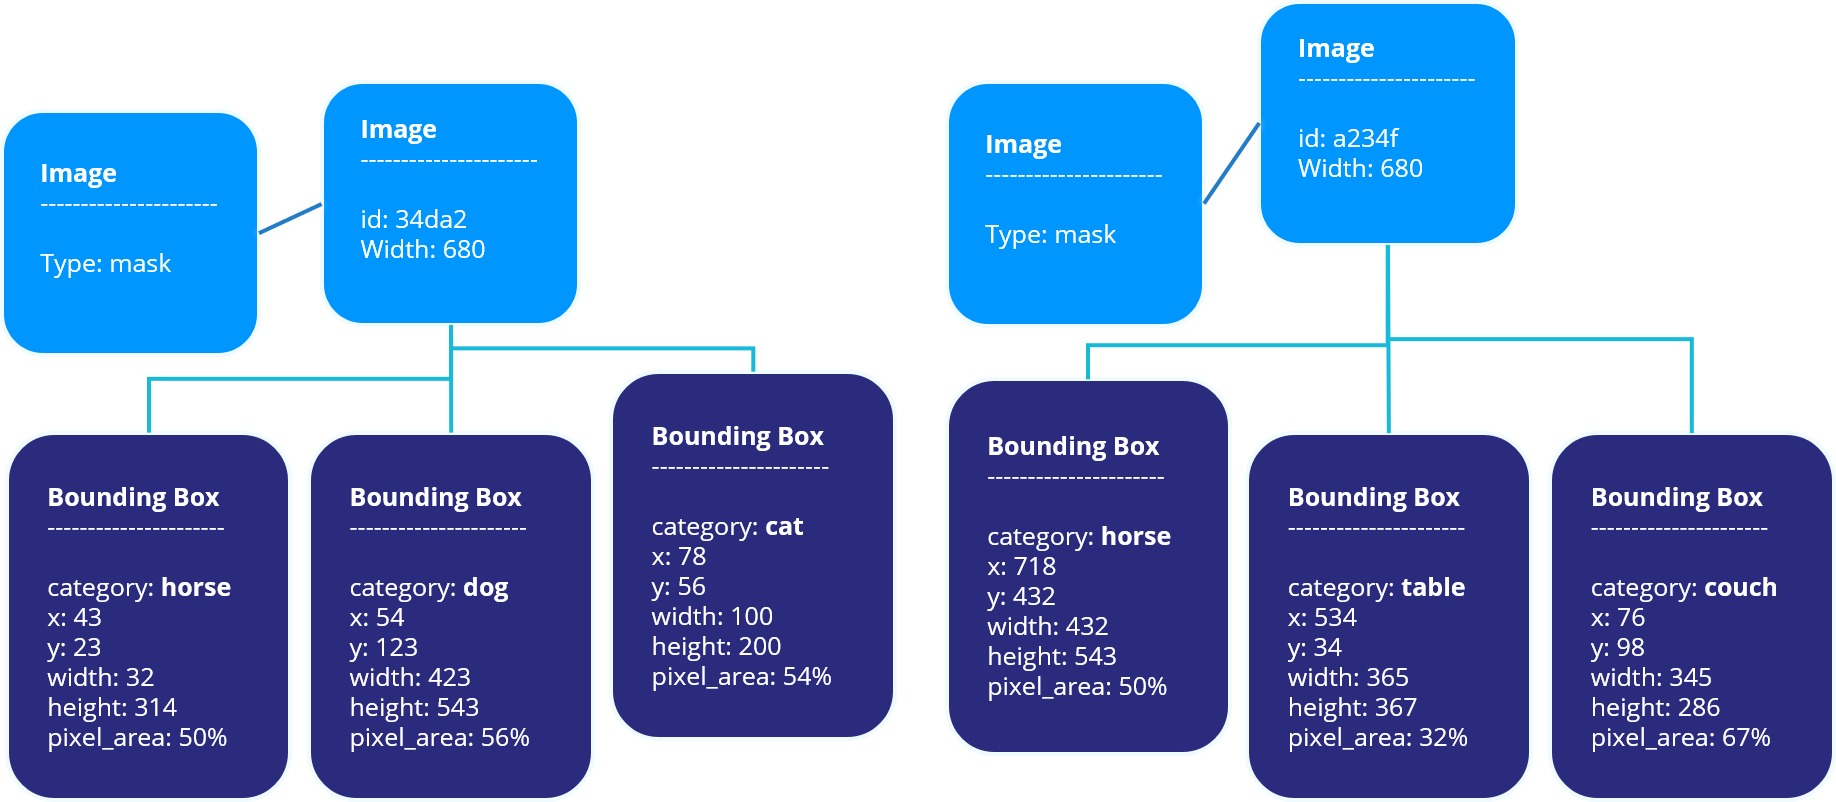 Image
----------------------
Type: mask
Image
----------------------
id: 34da2
Width: 680
Bounding Box
----------------------
category: horse
x: 43
y: 23
width: 32
height: 314
pixel_area: 50%
Bounding Box
----------------------
category: dog
x: 54
y: 123
width: 423
height: 543
pixel_area: 56%
Bounding Box
----------------------
category: cat
x: 78
y: 56
width: 100
height: 200
pixel_area: 54%
Image
----------------------
Type: mask
Image
----------------------
id: a234f
Width: 680
Bounding Box
----------------------
category: horse
x: 718
y: 432
width: 432
height: 543
pixel_area: 50%
Bounding Box
----------------------
category: table
x: 534
y: 34
width: 365
height: 367
pixel_area: 32%
Bounding Box
----------------------
category: couch
x: 76
y: 98
width: 345
height: 286
pixel_area: 67%